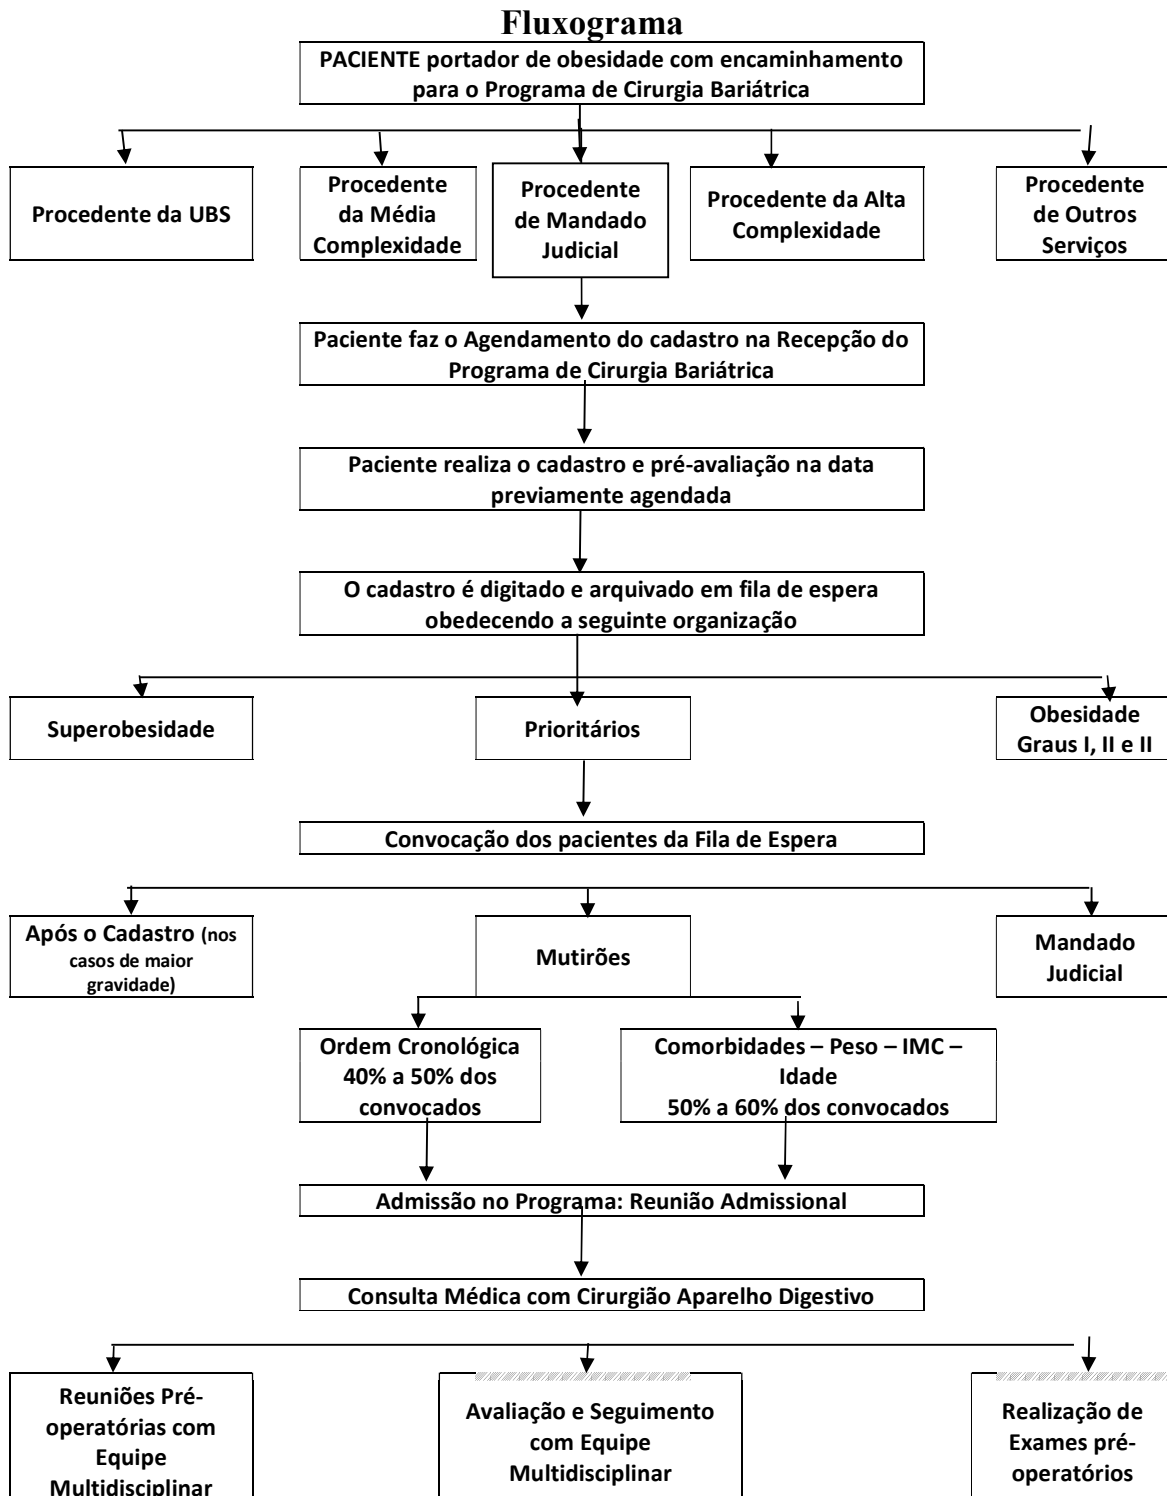 Fluxograma
PACIENTE portador de obesidade com encaminhamento
para o Programa de Cirurgia Bariátrica
Procedente da UBS
Procedente
da Média
Complexidade
Procedente
de Mandado
Judicial
Procedente da Alta
Complexidade
Procedente
de Outros
Serviços
Paciente faz o Agendamento do cadastro na Recepção do
Programa de Cirurgia Bariátrica
Paciente realiza o cadastro e pré-avaliação na data
previamente agendada
O cadastro é digitado e arquivado em fila de espera
obedecendo a seguinte organização
Superobesidade
Prioritários
Obesidade
Graus I, II e II
Convocação dos pacientes da Fila de Espera
Após o Cadastro (nos
casos de maior
gravidade)
Mutirões
Mandado
Judicial
Ordem Cronológica
40% a 50% dos
convocados
Comorbidades – Peso – IMC –
Idade
50% a 60% dos convocados
Admissão no Programa: Reunião Admissional
Consulta Médica com Cirurgião Aparelho Digestivo
Reuniões Pré-
operatórias com
Equipe
Multidisciplinar
Avaliação e Seguimento
com Equipe
Multidisciplinar
Realização de
Exames pré-
operatórios